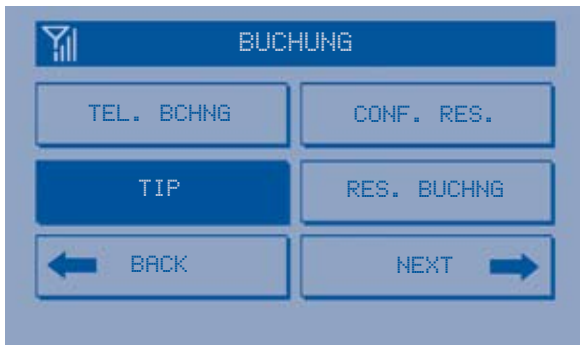 BUCHUNG
TEL. BCHNG
CONF. RES.
TIP
RES. BUCHNG
BACK
NEXT